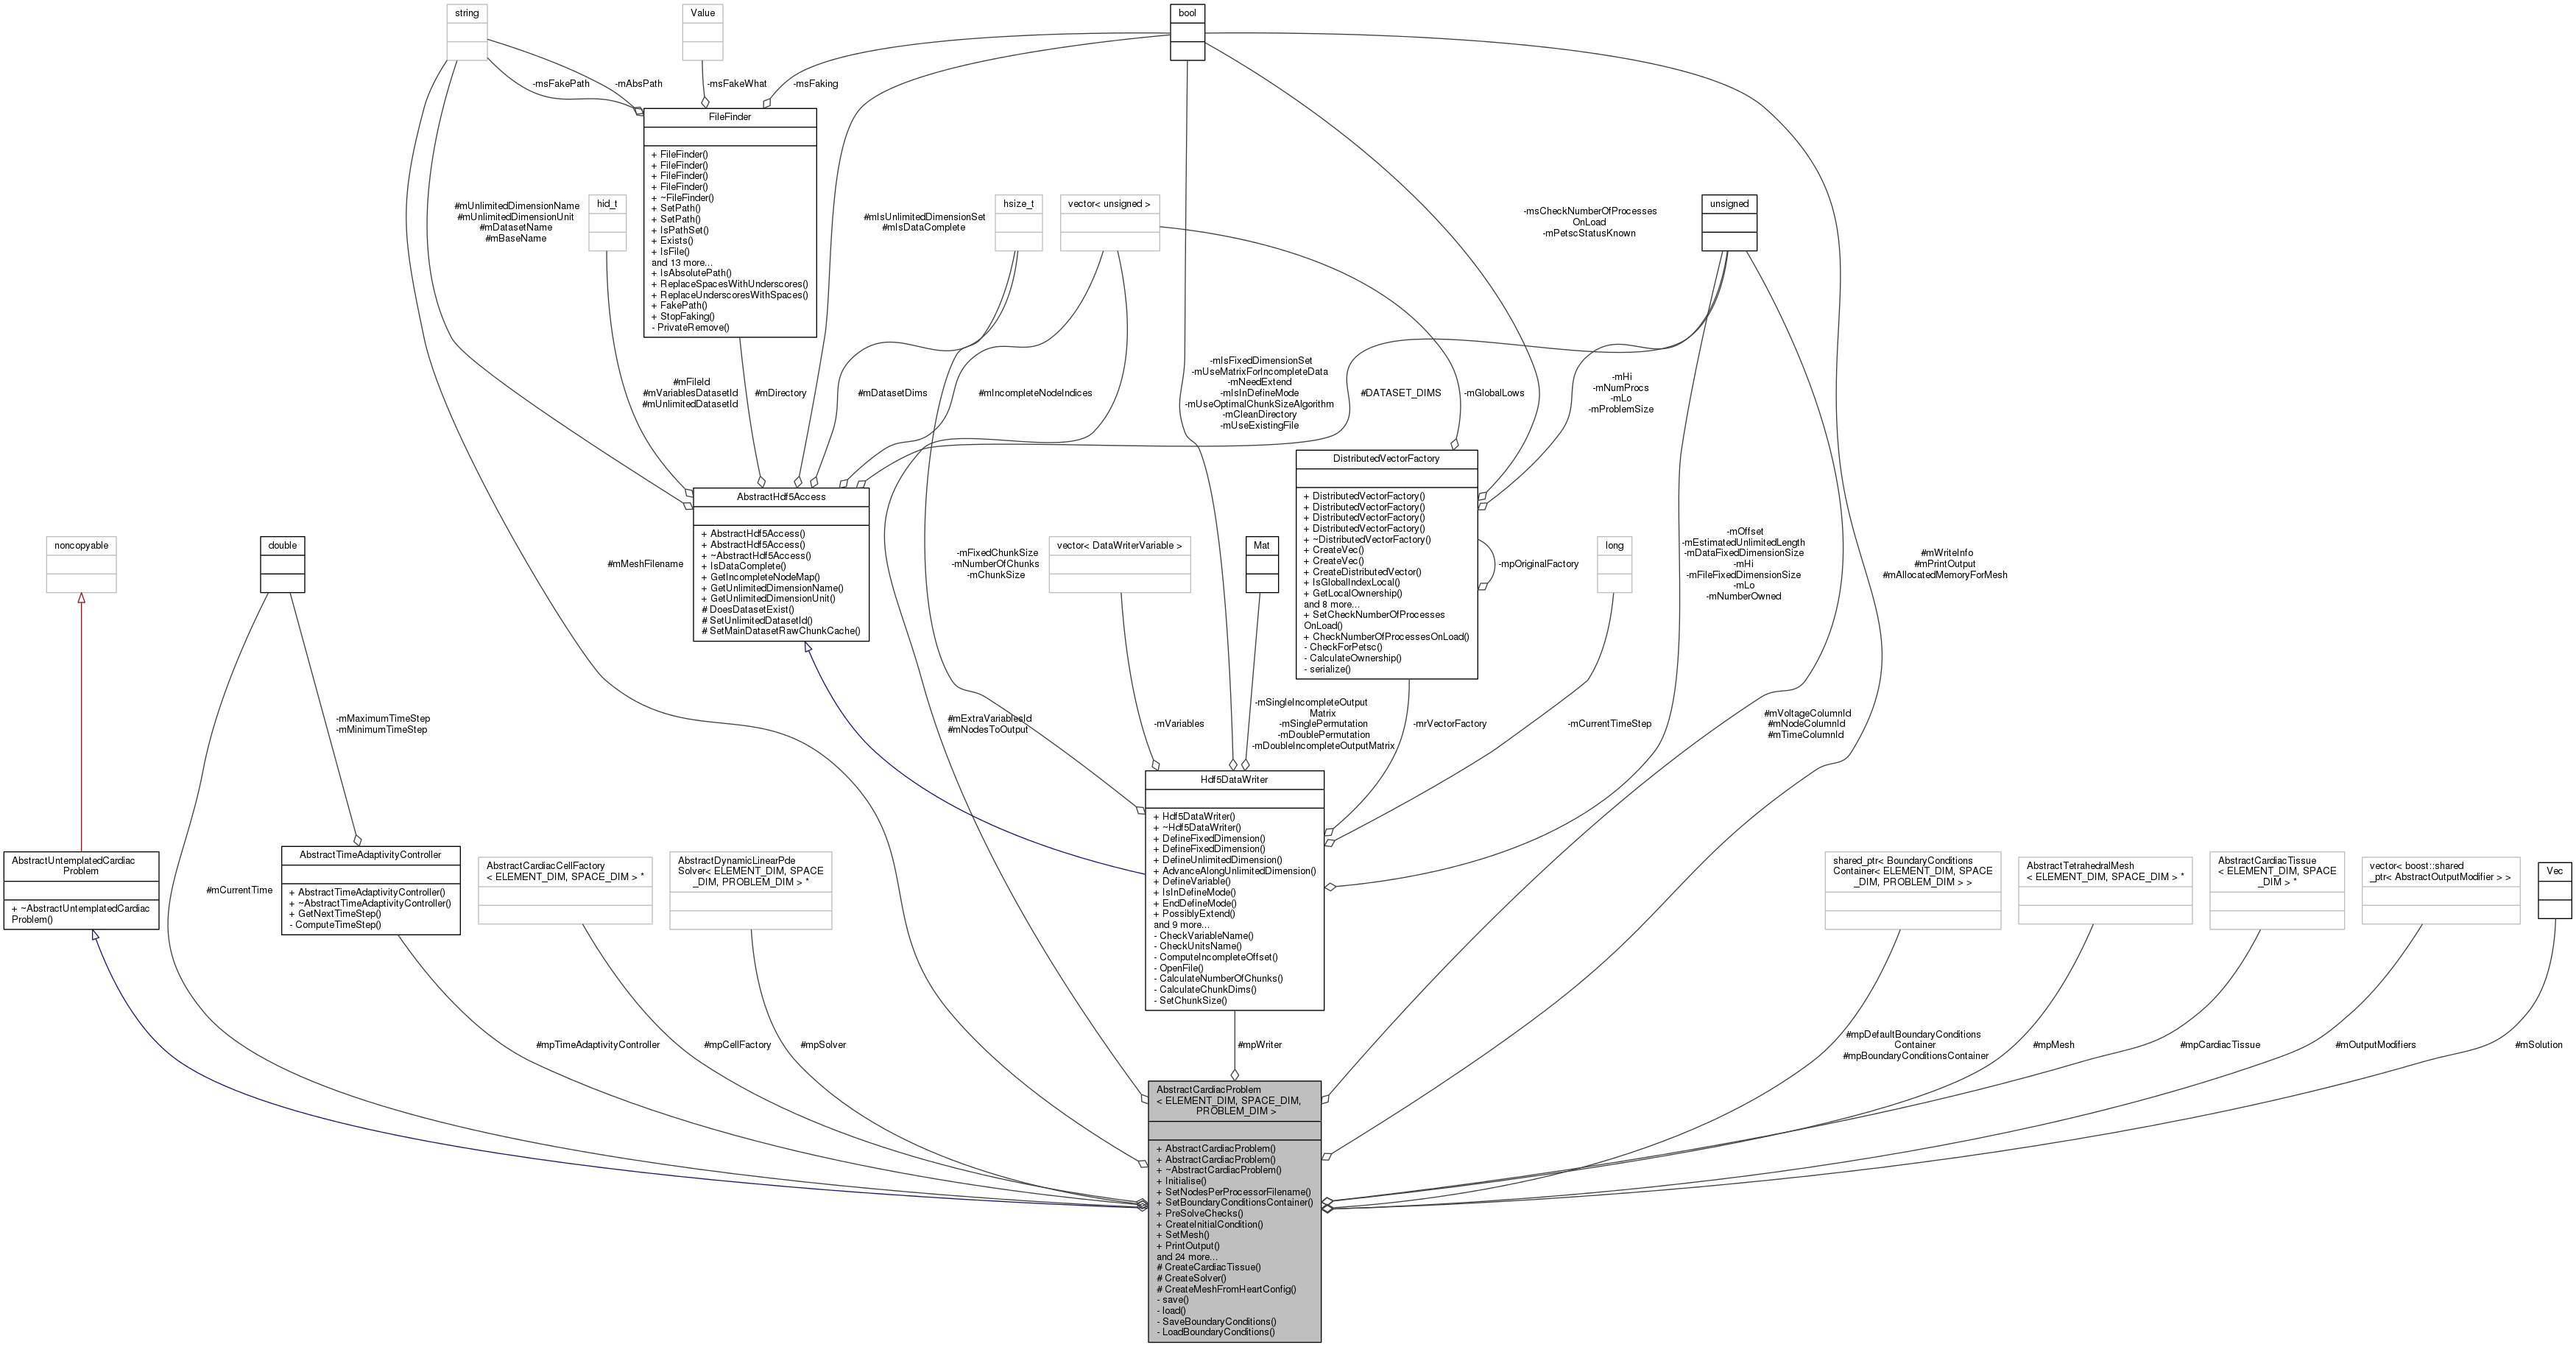 string
Value
bool
-msFakePath
-mAbsPath
-msFakeWhat
-msFaking
FileFinder
+ FileFinder()
+ FileFinder()
+ FileFinder()
+ FileFinder()
+ ~FileFinder()
+ SetPath()
+ SetPath()
+ IsPathSet()
+ Exists()
+ IsFile()
and 13 more...
+ IsAbsolutePath()
+ ReplaceSpacesWithUnderscores()
+ ReplaceUnderscoresWithSpaces()
+ FakePath()
+ StopFaking()
- PrivateRemove()
#mUnlimitedDimensionName
#mUnlimitedDimensionUnit
#mDatasetName
#mBaseName
hid_t
#mIsUnlimitedDimensionSet
#mIsDataComplete
hsize_t
vector< unsigned >
-msCheckNumberOfProcesses
OnLoad
-mPetscStatusKnown
unsigned
#mFileId
#mVariablesDatasetId
#mUnlimitedDatasetId
#mDirectory
#mDatasetDims
#mIncompleteNodeIndices
-mIsFixedDimensionSet
-mUseMatrixForIncompleteData
-mNeedExtend
-mIsInDefineMode
-mUseOptimalChunkSizeAlgorithm
-mCleanDirectory
-mUseExistingFile
#DATASET_DIMS
-mGlobalLows
-mHi
-mNumProcs
-mLo
-mProblemSize
AbstractHdf5Access
+ AbstractHdf5Access()
+ AbstractHdf5Access()
+ ~AbstractHdf5Access()
+ IsDataComplete()
+ GetIncompleteNodeMap()
+ GetUnlimitedDimensionName()
+ GetUnlimitedDimensionUnit()
# DoesDatasetExist()
# SetUnlimitedDatasetId()
# SetMainDatasetRawChunkCache()
DistributedVectorFactory
+ DistributedVectorFactory()
+ DistributedVectorFactory()
+ DistributedVectorFactory()
+ DistributedVectorFactory()
+ ~DistributedVectorFactory()
+ CreateVec()
+ CreateVec()
+ CreateDistributedVector()
+ IsGlobalIndexLocal()
+ GetLocalOwnership()
and 8 more...
+ SetCheckNumberOfProcesses
OnLoad()
+ CheckNumberOfProcessesOnLoad()
- CheckForPetsc()
- CalculateOwnership()
- serialize()
noncopyable
double
#mMeshFilename
-mFixedChunkSize
-mNumberOfChunks
-mChunkSize
vector< DataWriterVariable >
Mat
-mpOriginalFactory
long
-mOffset
-mEstimatedUnlimitedLength
-mDataFixedDimensionSize
-mHi
-mFileFixedDimensionSize
-mLo
-mNumberOwned
#mWriteInfo
#mPrintOutput
#mAllocatedMemoryForMesh
-mMaximumTimeStep
-mMinimumTimeStep
#mExtraVariablesId
#mNodesToOutput
-mVariables
-mSingleIncompleteOutput
Matrix
-mSinglePermutation
-mDoublePermutation
-mDoubleIncompleteOutputMatrix
-mrVectorFactory
-mCurrentTimeStep
#mVoltageColumnId
#mNodeColumnId
#mTimeColumnId
Hdf5DataWriter
+ Hdf5DataWriter()
+ ~Hdf5DataWriter()
+ DefineFixedDimension()
+ DefineFixedDimension()
+ DefineUnlimitedDimension()
+ AdvanceAlongUnlimitedDimension()
+ DefineVariable()
+ IsInDefineMode()
+ EndDefineMode()
+ PossiblyExtend()
and 9 more...
- CheckVariableName()
- CheckUnitsName()
- ComputeIncompleteOffset()
- OpenFile()
- CalculateNumberOfChunks()
- CalculateChunkDims()
- SetChunkSize()
AbstractUntemplatedCardiac
Problem
+ ~AbstractUntemplatedCardiac
Problem()
#mCurrentTime
AbstractTimeAdaptivityController
+ AbstractTimeAdaptivityController()
+ ~AbstractTimeAdaptivityController()
+ GetNextTimeStep()
- ComputeTimeStep()
AbstractCardiacCellFactory
< ELEMENT_DIM, SPACE_DIM > *
AbstractDynamicLinearPde
Solver< ELEMENT_DIM, SPACE
_DIM, PROBLEM_DIM > *
shared_ptr< BoundaryConditions
Container< ELEMENT_DIM, SPACE
_DIM, PROBLEM_DIM > >
AbstractTetrahedralMesh
< ELEMENT_DIM, SPACE_DIM > *
AbstractCardiacTissue
< ELEMENT_DIM, SPACE
_DIM > *
vector< boost::shared
_ptr< AbstractOutputModifier > >
Vec
#mpTimeAdaptivityController
#mpCellFactory
#mpSolver
#mpWriter
#mpDefaultBoundaryConditions
Container
#mpBoundaryConditionsContainer
#mpMesh
#mpCardiacTissue
#mOutputModifiers
#mSolution
AbstractCardiacProblem
< ELEMENT_DIM, SPACE_DIM,
PROBLEM_DIM >
+ AbstractCardiacProblem()
+ AbstractCardiacProblem()
+ ~AbstractCardiacProblem()
+ Initialise()
+ SetNodesPerProcessorFilename()
+ SetBoundaryConditionsContainer()
+ PreSolveChecks()
+ CreateInitialCondition()
+ SetMesh()
+ PrintOutput()
and 24 more...
# CreateCardiacTissue()
# CreateSolver()
# CreateMeshFromHeartConfig()
- save()
- load()
- SaveBoundaryConditions()
- LoadBoundaryConditions()